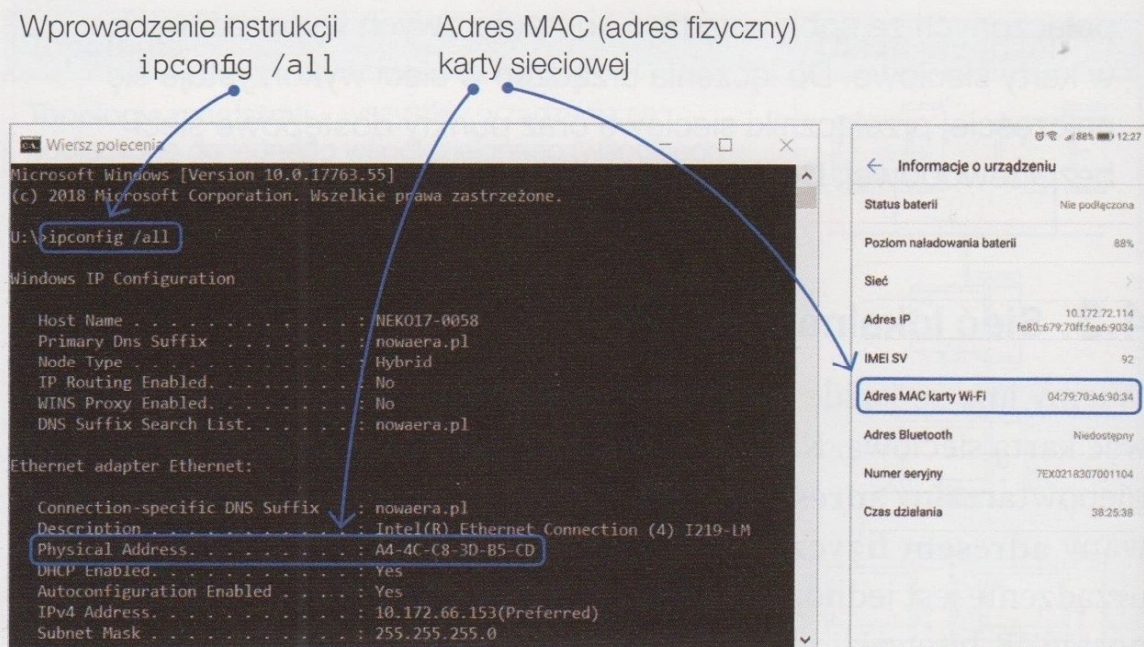 Wprowadzenie instrukcji
ipconfig /all
Adres MAC (adres fizyczny)
karty sieciowej
Wiersz polecenia
Microsoft Windows [Version 10.0.17763.55]
(c) 2018 Microsoft Corporation. Wszelkie prawa zastrzeżone.
U:\>ipconfig /all
Windows IP Configuration
Host Name . . . . . . . . . . . . : NEKO17-0058
Primary Dns Suffix . . . . . . . : nowaera.pl
Node Type . . . . . . . . . . . . : Hybrid
IP Routing Enabled. . . . . . . . : No
WINS Proxy Enabled. . . . . . . . : No
DNS Suffix Search List. . . . . . : nowaera.pl
Ethernet adapter Ethernet:
Connection-specific DNS Suffix . : nowaera.pl
Description . . . . . . . . . . . : Intel(R) Ethernet Connection (4) I219-LM
Physical Address. . . . . . . . . : A4-4C-C8-3D-B5-CD
DHCP Enabled. . . . . . . . . . . : Yes
Autoconfiguration Enabled . . . . : Yes
IPv4 Address. . . . . . . . . . . : 10.172.66.153(Preferred)
Subnet Mask . . . . . . . . . . . : 255.255.255.0
88% 12:27
← Informacje o urządzeniu
Status baterii Nie podłączona
Poziom naładowania baterii 88%
Sieć
Adres IP 10.172.72.114
fe80::679:70ff:fea6:9034
IMEI SV 92
Adres MAC karty Wi-Fi 04:79:70:A6:90:34
Adres Bluetooth Niedostępny
Numer seryjny 7EX0218307001104
Czas działania 38:25:38